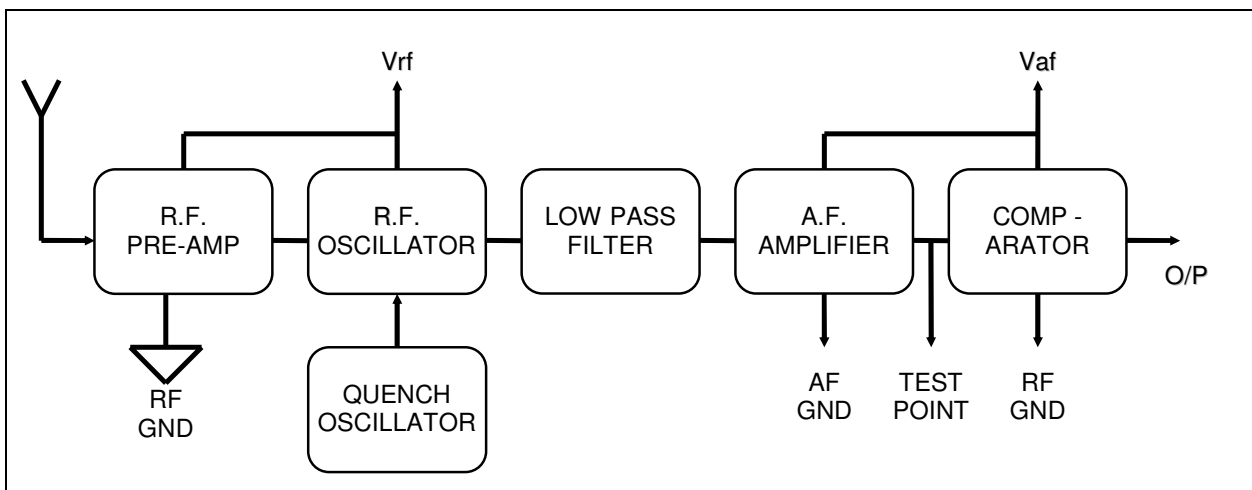 Vrf
Vaf
R.F.
PRE-AMP
R.F.
OSCILLATOR
LOW PASS
FILTER
A.F.
AMPLIFIER
COMP -
ARATOR
O/P
RF
GND
QUENCH
OSCILLATOR
AF
GND
TEST
POINT
RF
GND